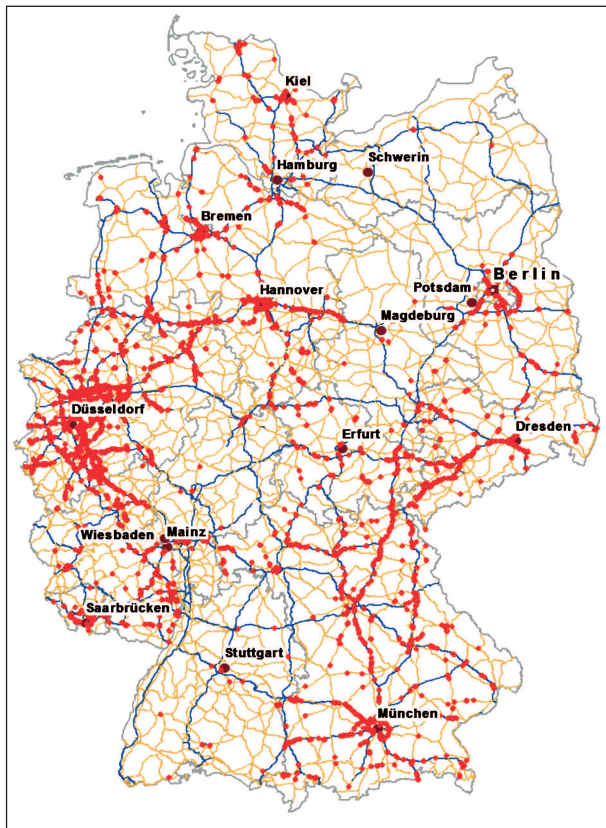 Kiel
Hamburg
Schwerin
Bremen
Berlin
Hannover
Potsdam
Magdeburg
Düsseldorf
Erfurt
Dresden
Wiesbaden
Mainz
Saarbrücken
Stuttgart
München